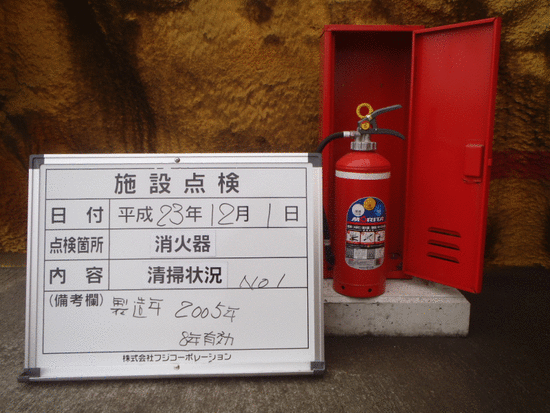 施設点検
日付 平成23年12月1日
点検箇所 消火器
内容 清掃状況 No1
(備考欄) 製造年 2005年
8年有効
株式会社フジコーポレーション
MORITA